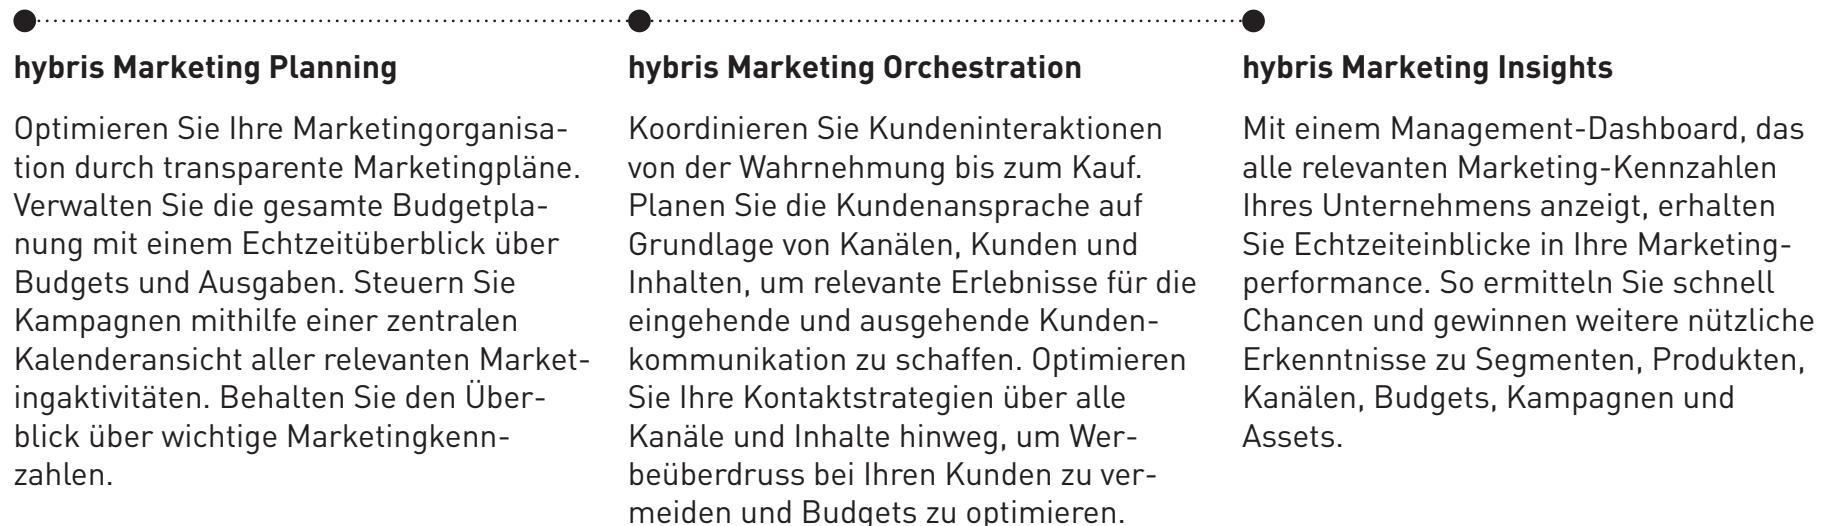 hybris Marketing Planning
Optimieren Sie Ihre Marketingorganisa-
tion durch transparente Marketingpläne.
Verwalten Sie die gesamte Budgetpla-
nung mit einem Echtzeitüberblick über
Budgets und Ausgaben. Steuern Sie
Kampagnen mithilfe einer zentralen
Kalenderansicht aller relevanten Market-
ingaktivitäten. Behalten Sie den Über-
blick über wichtige Marketingkenn-
zahlen.
hybris Marketing Orchestration
Koordinieren Sie Kundeninteraktionen
von der Wahrnehmung bis zum Kauf.
Planen Sie die Kundenansprache auf
Grundlage von Kanälen, Kunden und
Inhalten, um relevante Erlebnisse für die
eingehende und ausgehende Kunden-
kommunikation zu schaffen. Optimieren
Sie Ihre Kontaktstrategien über alle
Kanäle und Inhalte hinweg, um Wer-
beüberdruss bei Ihren Kunden zu ver-
meiden und Budgets zu optimieren.
hybris Marketing Insights
Mit einem Management-Dashboard, das
alle relevanten Marketing-Kennzahlen
Ihres Unternehmens anzeigt, erhalten
Sie Echtzeiteinblicke in Ihre Marketing-
performance. So ermitteln Sie schnell
Chancen und gewinnen weitere nützliche
Erkenntnisse zu Segmenten, Produkten,
Kanälen, Budgets, Kampagnen und
Assets.